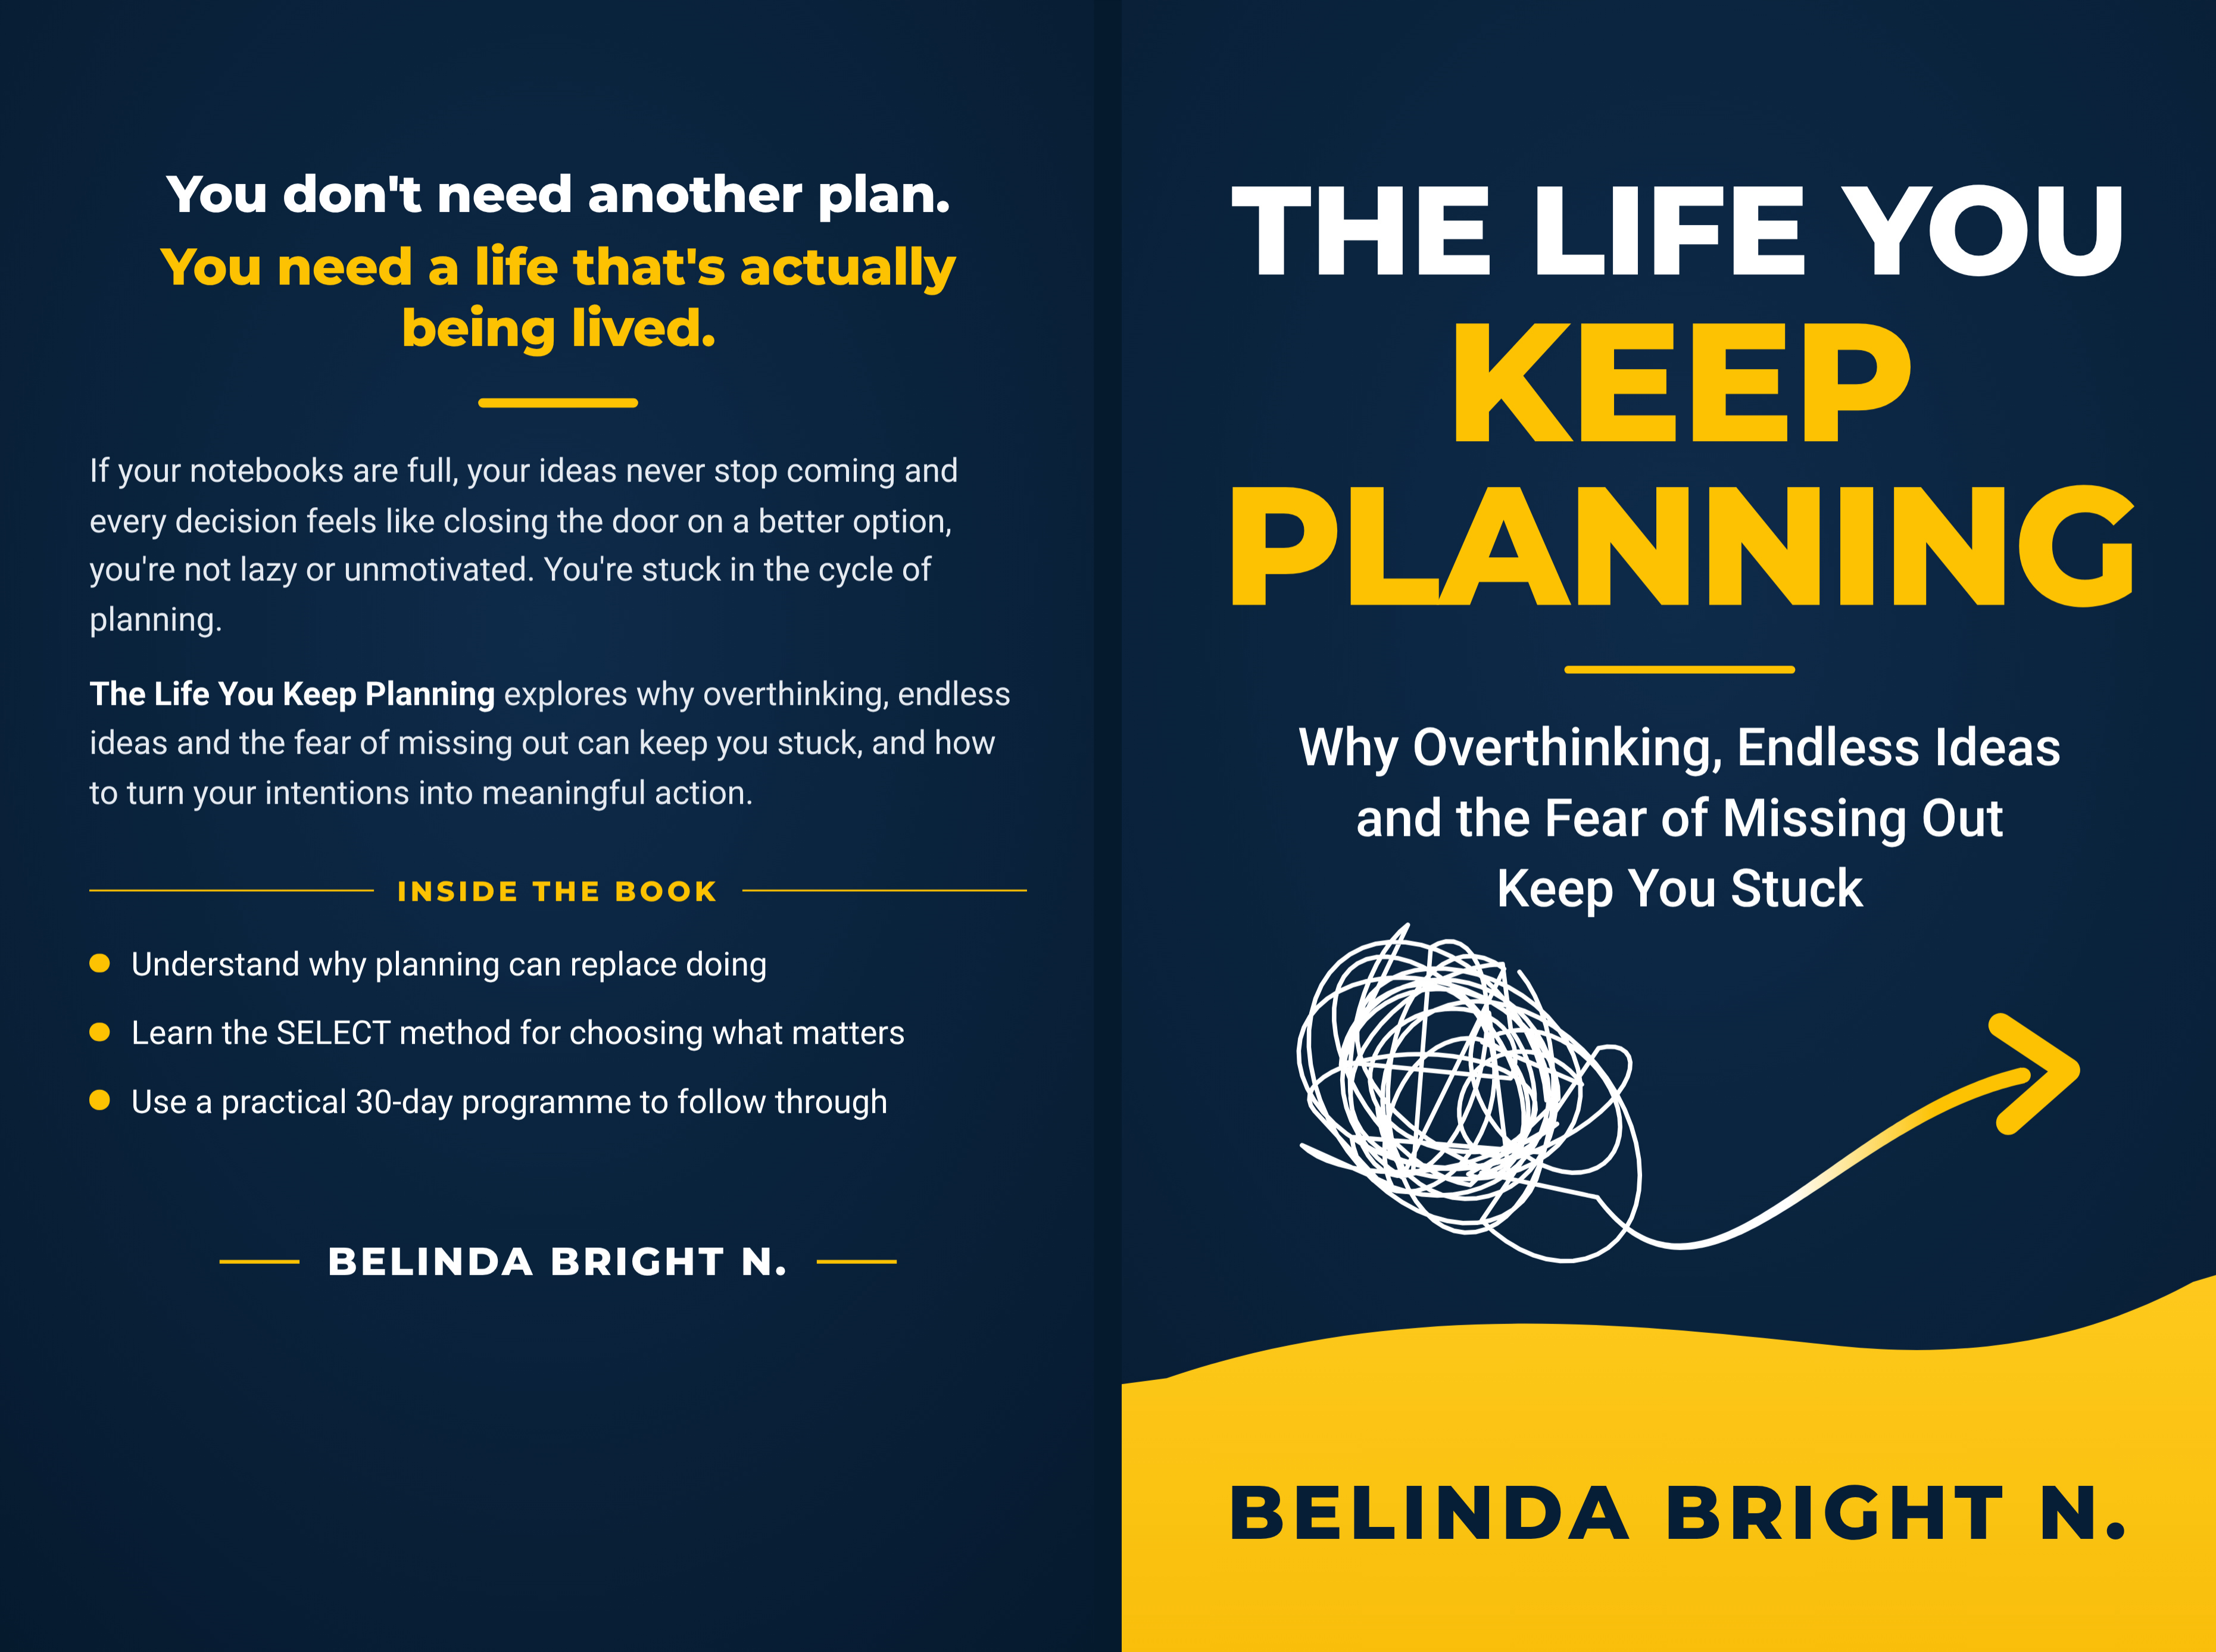 You don't need another plan.
You need a life that's actually
being lived.
If your notebooks are full, your ideas never stop coming and
every decision feels like closing the door on a better option,
you're not lazy or unmotivated. You're stuck in the cycle of
planning.
The Life You Keep Planning explores why overthinking, endless
ideas and the fear of missing out can keep you stuck, and how
to turn your intentions into meaningful action.
INSIDE THE BOOK
Understand why planning can replace doing
Learn the SELECT method for choosing what matters
Use a practical 30-day programme to follow through
BELINDA BRIGHT N.
THE LIFE YOU
KEEP
PLANNING
Why Overthinking, Endless Ideas
and the Fear of Missing Out
Keep You Stuck
BELINDA BRIGHT N.